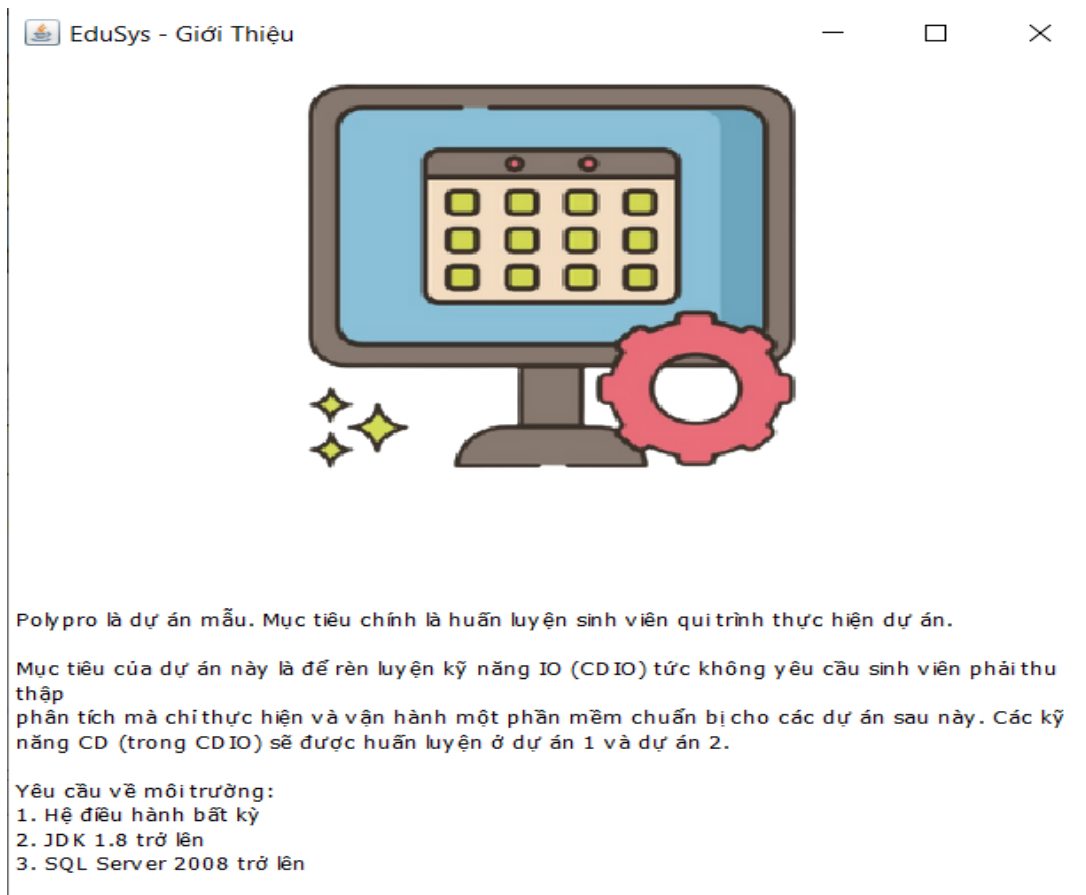 EduSys - Giới Thiệu
Polypro là dự án mẫu. Mục tiêu chính là huấn luyện sinh viên qui trình thực hiện dự án.
Mục tiêu của dự án này là để rèn luyện kỹ năng IO (CDIO) tức không yêu cầu sinh viên phải thu
thập
phân tích mà chỉ thực hiện và vận hành một phần mềm chuẩn bị cho các dự án sau này. Các kỹ
năng CD (trong CDIO) sẽ được huấn luyện ở dự án 1 và dự án 2.
Yêu cầu về môi trường:
1. Hệ điều hành bất kỳ
2. JDK 1.8 trở lên
3. SQL Server 2008 trở lên